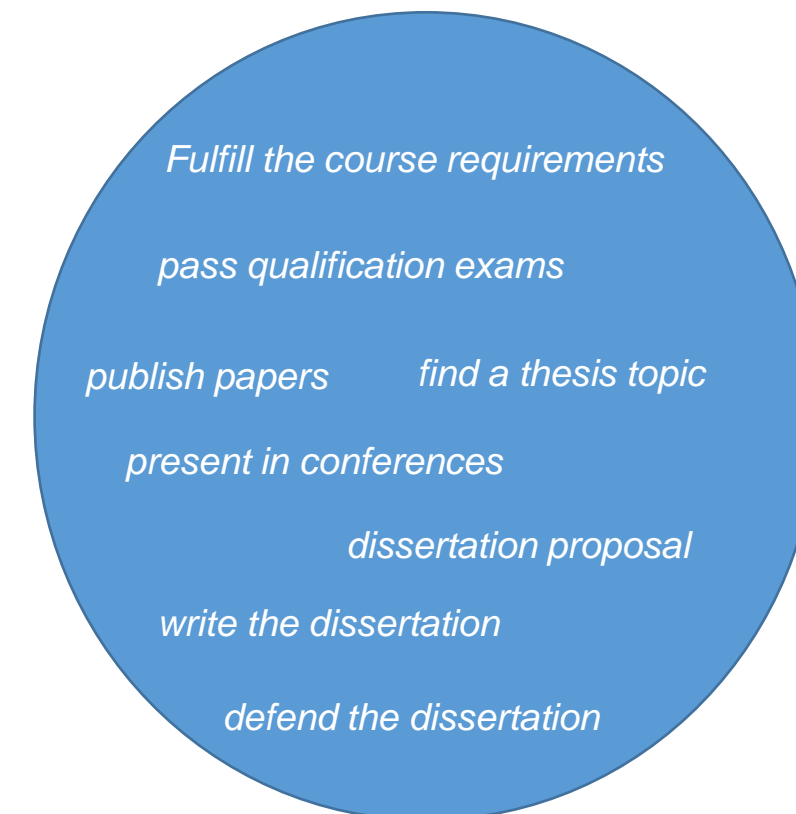 Fulfill the course requirements
pass qualification exams
publish papers
find a thesis topic
present in conferences
dissertation proposal
write the dissertation
defend the dissertation